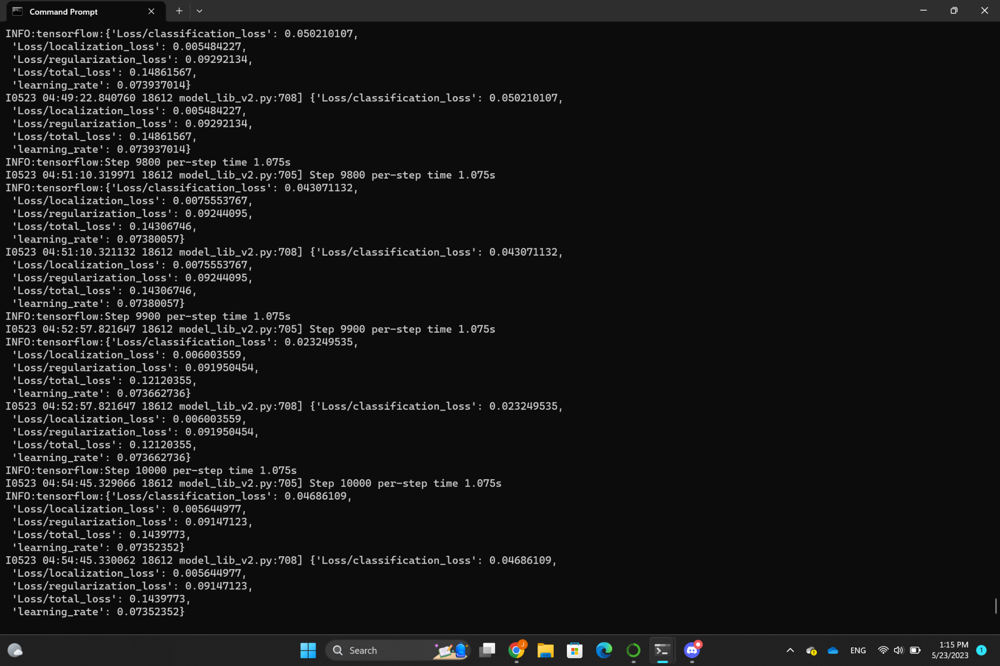 Command Prompt
INFO:tensorflow:{'Loss/classification_loss': 0.050210107,
'Loss/localization_loss': 0.005484227,
'Loss/regularization_loss': 0.09292134,
'Loss/total_loss': 0.14861567,
'learning_rate': 0.073937014}
I0523 04:49:22.840760 18612 model_lib_v2.py:708] {'Loss/classification_loss': 0.050210107,
'Loss/localization_loss': 0.005484227,
'Loss/regularization_loss': 0.09292134,
'Loss/total_loss': 0.14861567,
'learning_rate': 0.073937014}
INFO:tensorflow:Step 9800 per-step time 1.075s
I0523 04:51:10.319971 18612 model_lib_v2.py:705] Step 9800 per-step time 1.075s
INFO:tensorflow:{'Loss/classification_loss': 0.043071132,
'Loss/localization_loss': 0.0075553767,
'Loss/regularization_loss': 0.09244095,
'Loss/total_loss': 0.14306746,
'learning_rate': 0.07380057}
I0523 04:51:10.321132 18612 model_lib_v2.py:708] {'Loss/classification_loss': 0.043071132,
'Loss/localization_loss': 0.0075553767,
'Loss/regularization_loss': 0.09244095,
'Loss/total_loss': 0.14306746,
'learning_rate': 0.07380057}
INFO:tensorflow:Step 9900 per-step time 1.075s
I0523 04:52:57.821647 18612 model_lib_v2.py:705] Step 9900 per-step time 1.075s
INFO:tensorflow:{'Loss/classification_loss': 0.023249535,
'Loss/localization_loss': 0.006003559,
'Loss/regularization_loss': 0.091950454,
'Loss/total_loss': 0.12120355,
'learning_rate': 0.073662736}
I0523 04:52:57.821647 18612 model_lib_v2.py:708] {'Loss/classification_loss': 0.023249535,
'Loss/localization_loss': 0.006003559,
'Loss/regularization_loss': 0.091950454,
'Loss/total_loss': 0.12120355,
'learning_rate': 0.073662736}
INFO:tensorflow:Step 10000 per-step time 1.075s
I0523 04:54:45.329066 18612 model_lib_v2.py:705] Step 10000 per-step time 1.075s
INFO:tensorflow:{'Loss/classification_loss': 0.04686109,
'Loss/localization_loss': 0.005644977,
'Loss/regularization_loss': 0.09147123,
'Loss/total_loss': 0.1439773,
'learning_rate': 0.07352352}
I0523 04:54:45.330062 18612 model_lib_v2.py:708] {'Loss/classification_loss': 0.04686109,
'Loss/localization_loss': 0.005644977,
'Loss/regularization_loss': 0.09147123,
'Loss/total_loss': 0.1439773,
'learning_rate': 0.07352352}
Search
J
ENG
1:15 PM
5/23/2023
1